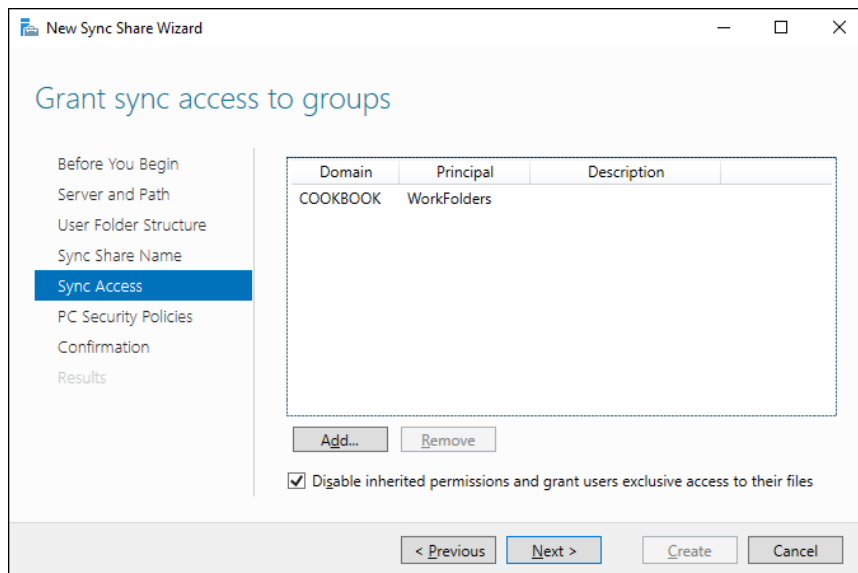 New Sync Share Wizard
Grant sync access to groups
Before You Begin
Server and Path
User Folder Structure
Sync Share Name
Sync Access
PC Security Policies
Confirmation
Results
Domain Principal Description
COOKBOOK WorkFolders
Add... Remove
Disable inherited permissions and grant users exclusive access to their files
< Previous Next > Create Cancel